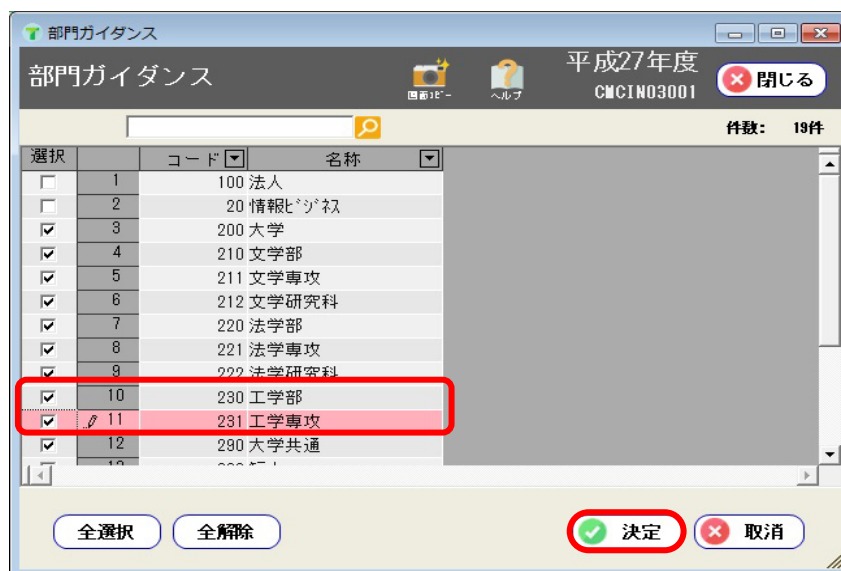 部門ガイダンス
部門ガイダンス 画面ｺﾋﾟｰ ヘルプ 平成27年度 CMCIN03001 閉じる
件数: 19件
選択 コード 名称
1 100 法人
2 20 情報ﾋﾞｼﾞﾈｽ
3 200 大学
4 210 文学部
5 211 文学専攻
6 212 文学研究科
7 220 法学部
8 221 法学専攻
9 222 法学研究科
10 230 工学部
11 231 工学専攻
12 290 大学共通
全選択 全解除 決定 取消